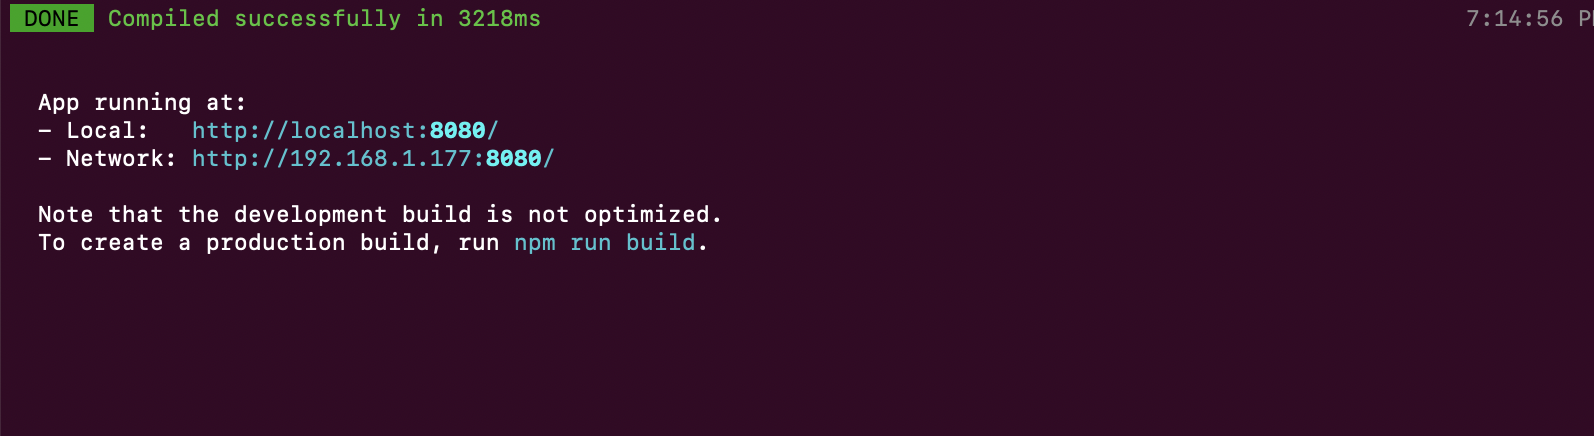 DONE Compiled successfully in 3218ms 7:14:56
App running at:
- Local: http://localhost:8080/
- Network: http://192.168.1.177:8080/
Note that the development build is not optimized.
To create a production build, run npm run build.